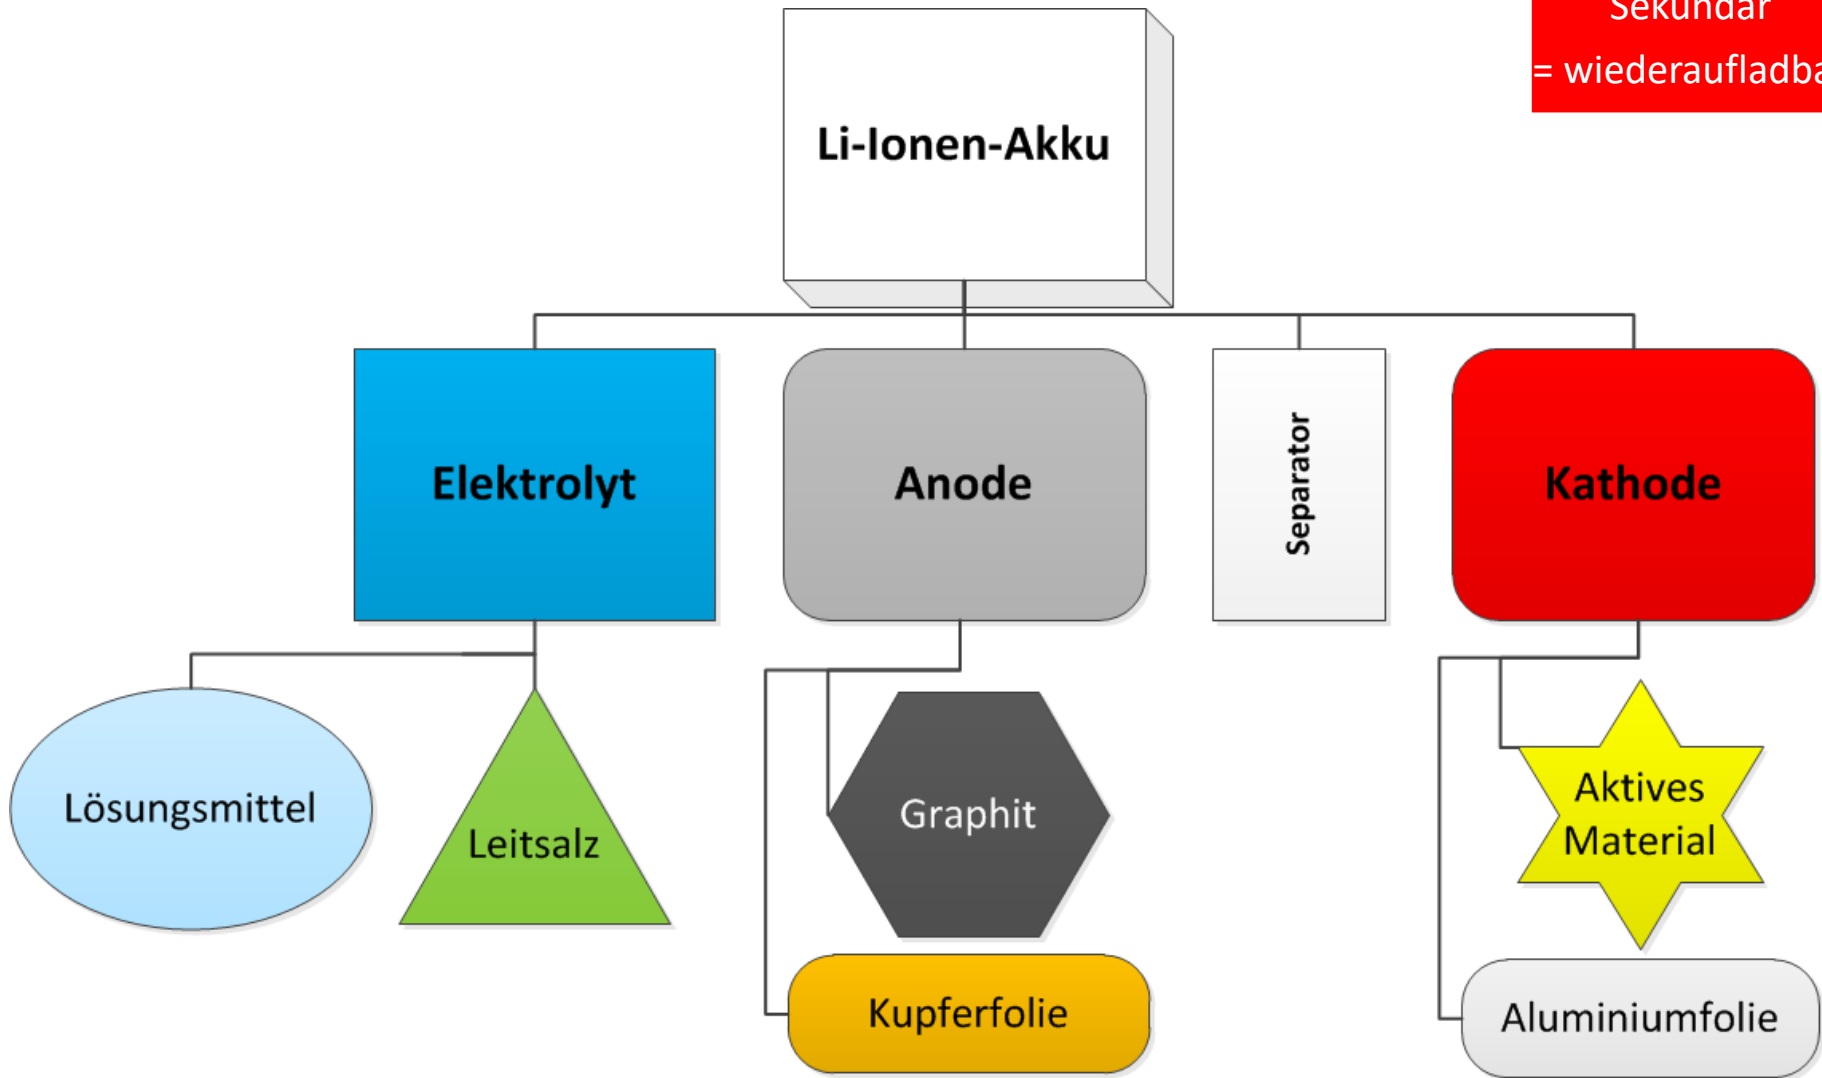 Sekundär
= wiederaufladba
Li-Ionen-Akku
Elektrolyt
Anode
Separator
Kathode
Lösungsmittel
Leitsalz
Graphit
Aktives
Material
Kupferfolie
Aluminiumfolie